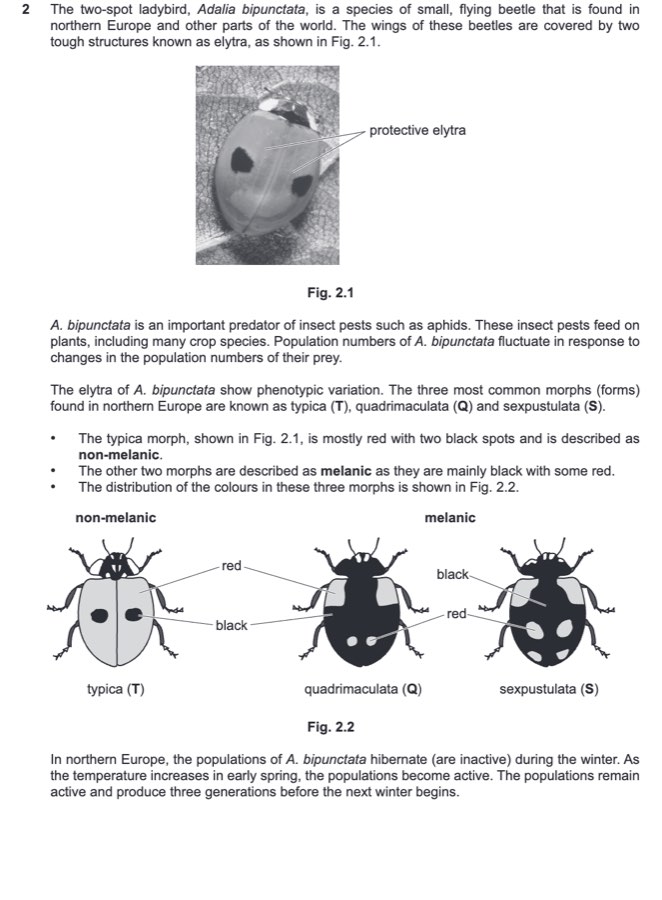 2 The two-spot ladybird, Adalia bipunctata, is a species of small, flying beetle that is found in
northern Europe and other parts of the world. The wings of these beetles are covered by two
tough structures known as elytra, as shown in Fig. 2.1.
protective elytra
Fig. 2.1
A. bipunctata is an important predator of insect pests such as aphids. These insect pests feed on
plants, including many crop species. Population numbers of A. bipunctata fluctuate in response to
changes in the population numbers of their prey.
The elytra of A. bipunctata show phenotypic variation. The three most common morphs (forms)
found in northern Europe are known as typica (T), quadrimaculata (Q) and sexpustulata (S).
• The typica morph, shown in Fig. 2.1, is mostly red with two black spots and is described as
non-melanic.
• The other two morphs are described as melanic as they are mainly black with some red.
• The distribution of the colours in these three morphs is shown in Fig. 2.2.
non-melanic melanic
red
black
black
red
typica (T) quadrimaculata (Q) sexpustulata (S)
Fig. 2.2
In northern Europe, the populations of A. bipunctata hibernate (are inactive) during the winter. As
the temperature increases in early spring, the populations become active. The populations remain
active and produce three generations before the next winter begins.